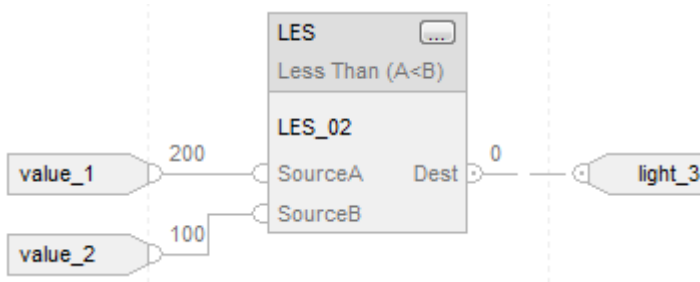 LES
...
Less Than (A<B)
LES_02
value_1
200
SourceA
Dest
0
light_3
SourceB
100
value_2